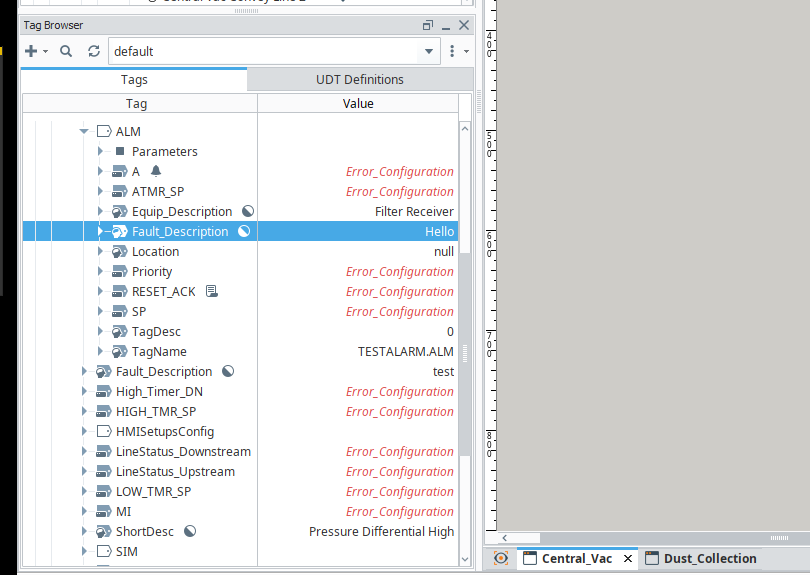 Tag Browser
default
Tags UDT Definitions
Tag Value
ALM
Parameters
A Error_Configuration
ATMR_SP Error_Configuration
Equip_Description Filter Receiver
Fault_Description Hello
Location null
Priority Error_Configuration
RESET_ACK Error_Configuration
SP Error_Configuration
TagDesc 0
TagName TESTALARM.ALM
Fault_Description test
High_Timer_DN Error_Configuration
HIGH_TMR_SP Error_Configuration
HMISetupsConfig
LineStatus_Downstream Error_Configuration
LineStatus_Upstream Error_Configuration
LOW_TMR_SP Error_Configuration
MI Error_Configuration
ShortDesc Pressure Differential High
SIM
400
500
600
700
800
Central_Vac Dust_Collection